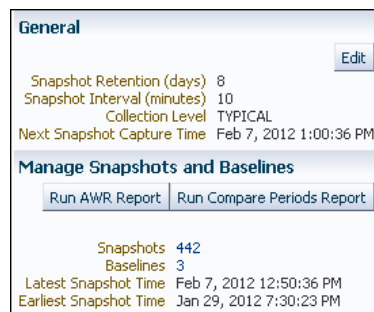 General
Edit
Snapshot Retention (days) 8
Snapshot Interval (minutes) 10
Collection Level TYPICAL
Next Snapshot Capture Time Feb 7, 2012 1:00:36 PM
Manage Snapshots and Baselines
Run AWR Report Run Compare Periods Report
Snapshots 442
Baselines 3
Latest Snapshot Time Feb 7, 2012 12:50:36 PM
Earliest Snapshot Time Jan 29, 2012 7:30:23 PM